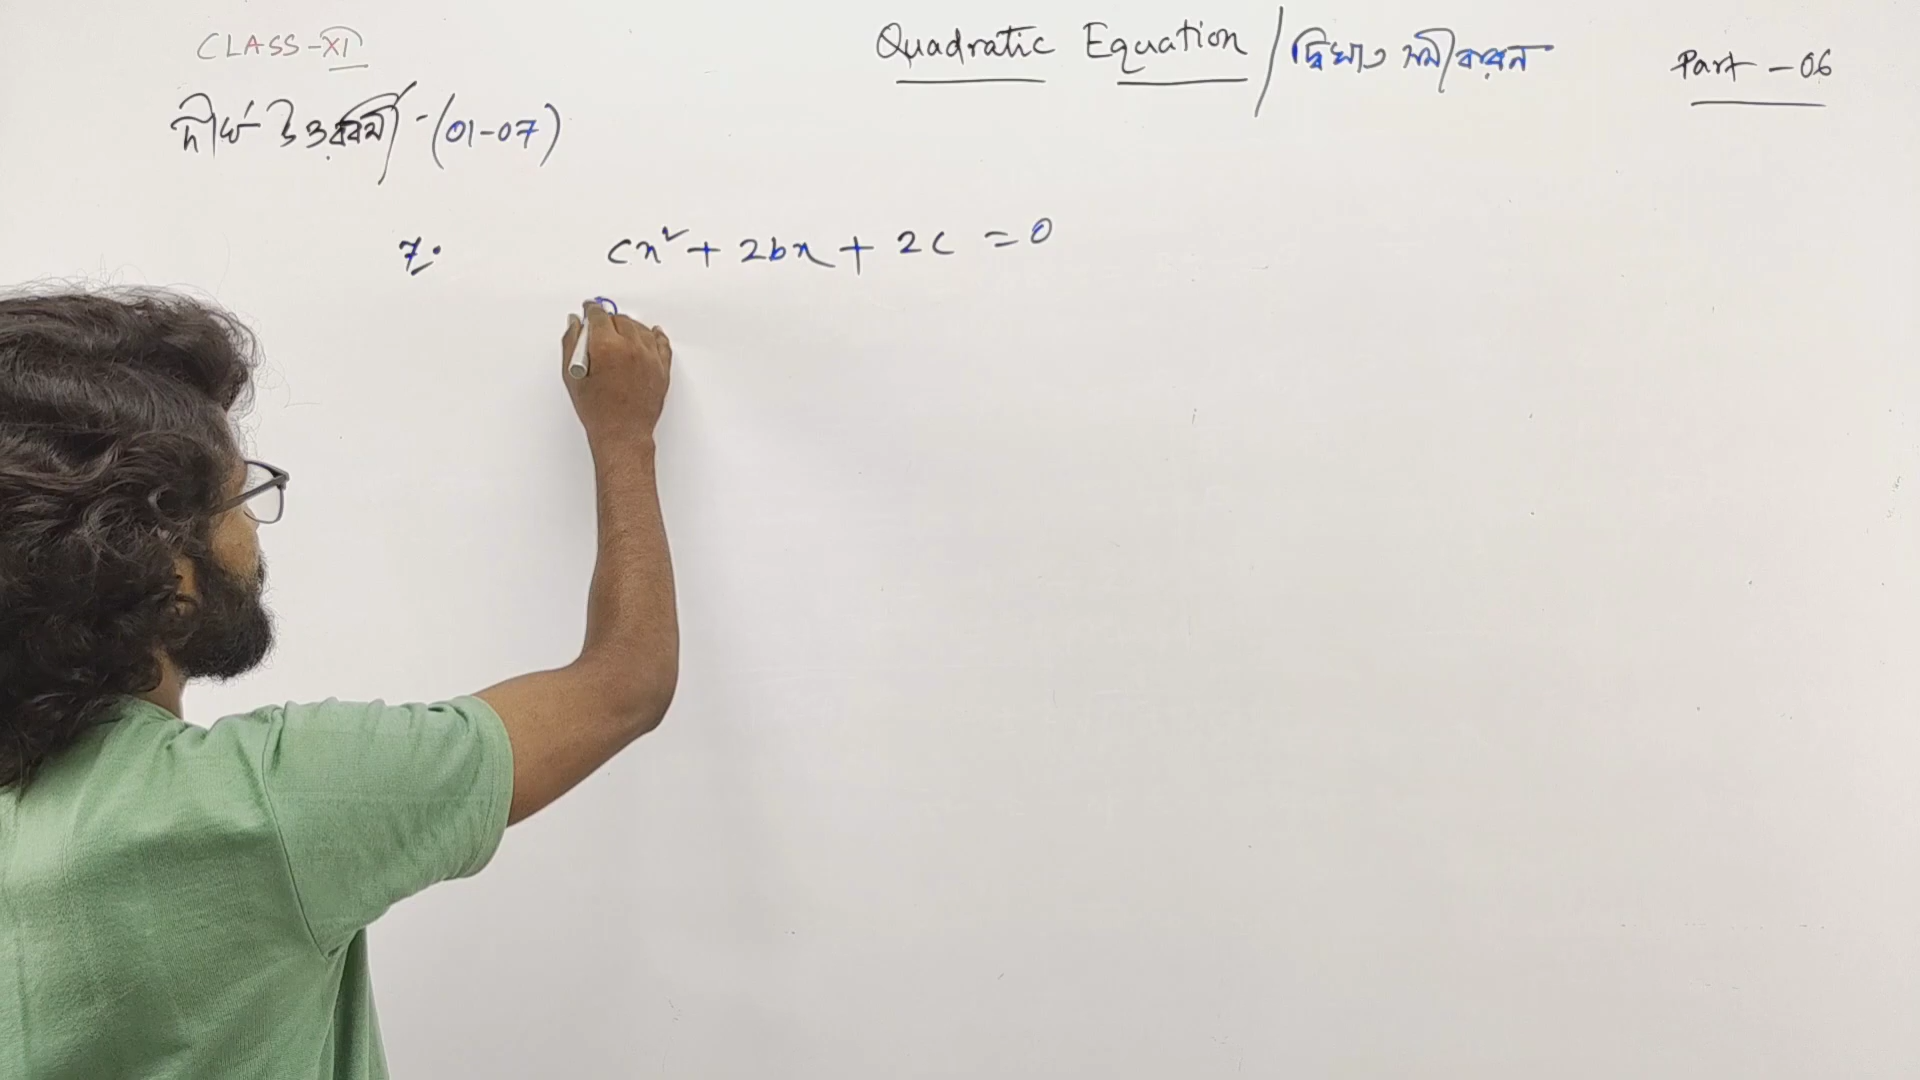 CLASS-XI
Quadratic Equation / দ্বিঘাত সমীকরণ
Part - 06
দীর্ঘ উত্তরধর্মী - (01-07)
7. cx² + 2bx + 2c = 0